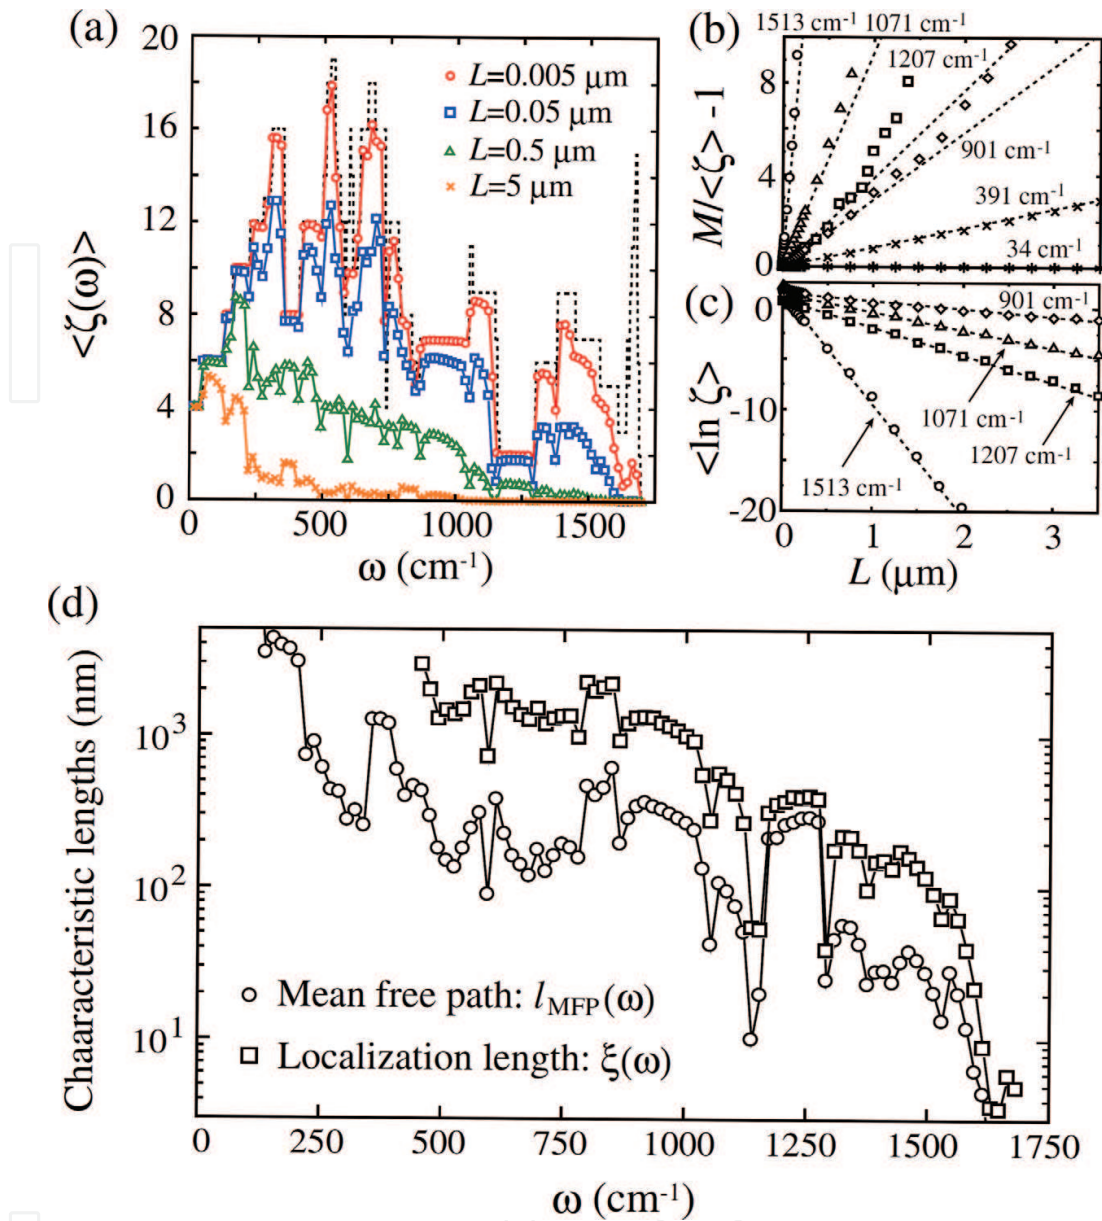 (a)
20
16
12
8
4
0
<ζ(ω)>
L=0.005 μm
L=0.05 μm
L=0.5 μm
L=5 μm
0 500 1000 1500
ω (cm-1)
(b)
1513 cm-1 1071 cm-1
1207 cm-1
901 cm-1
391 cm-1
34 cm-1
8
4
0
M/<ζ> -1
(c)
901 cm-1
1071 cm-1
1207 cm-1
1513 cm-1
0
-10
-20
<ln ζ>
0 1 2 3
L (μm)
(d)
Chaaracteristic lengths (nm)
10³
10²
10¹
Mean free path: lMFP(ω)
Localization length: ξ(ω)
0 250 500 750 1000 1250 1500 1750
ω (cm-1)